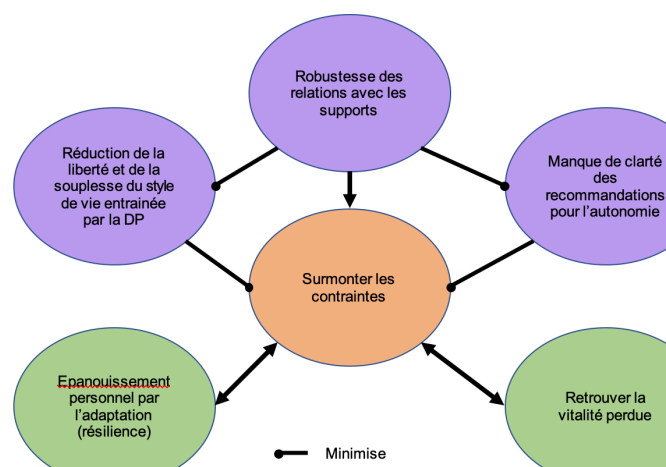 Robustesse des
relations avec les
supports
Réduction de la
liberté et de la
souplesse du style
de vie entrainée
par la DP
Manque de clarté
des
recommandations
pour l'autonomie
Surmonter les
contraintes
Epanouissement
personnel par
l'adaptation
(résilience)
Retrouver la
vitalité perdue
Minimise